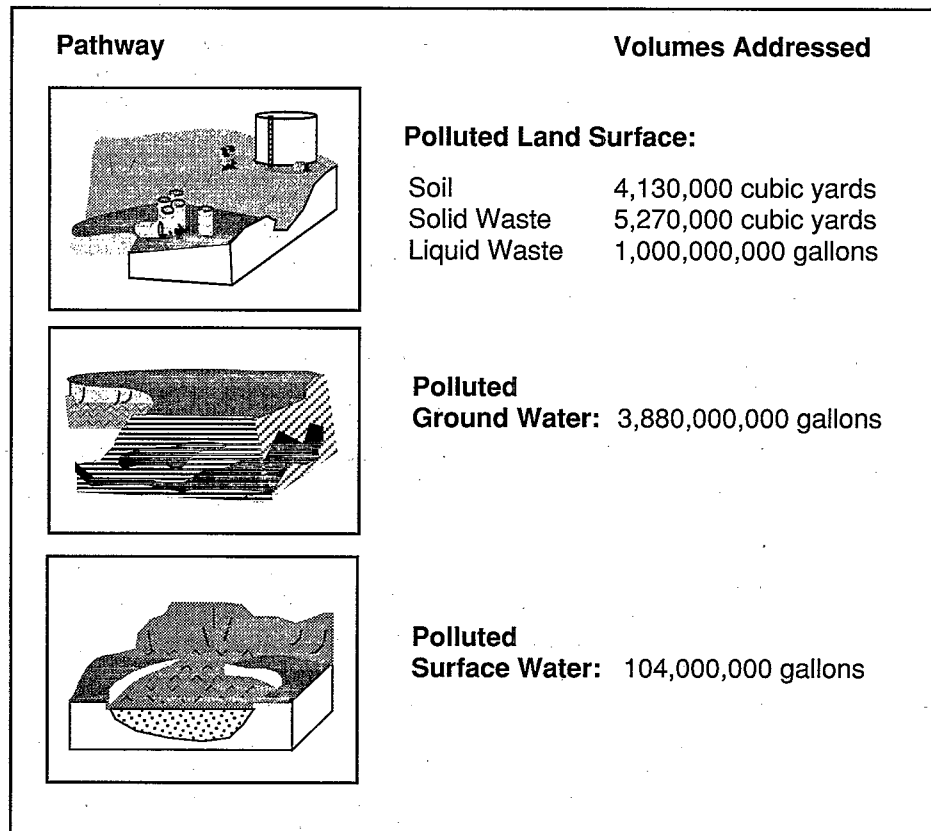 Pathway Volumes Addressed
Polluted Land Surface:
Soil 4,130,000 cubic yards
Solid Waste 5,270,000 cubic yards
Liquid Waste 1,000,000,000 gallons
Polluted
Ground Water: 3,880,000,000 gallons
Polluted
Surface Water: 104,000,000 gallons